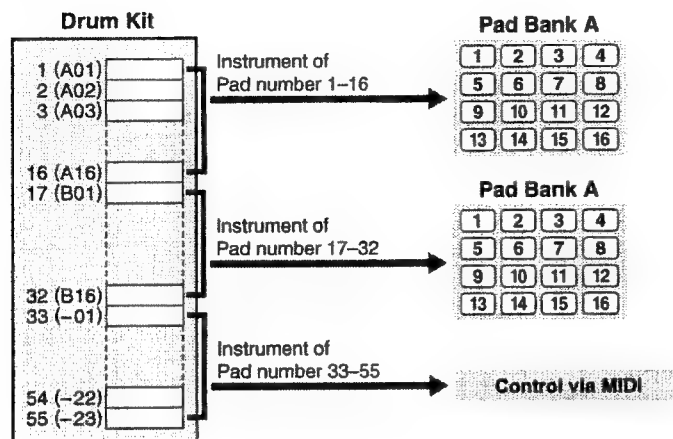 Drum Kit
1 (A01)
2 (A02)
3 (A03)
16 (A16)
17 (B01)
32 (B16)
33 (-01)
54 (-22)
55 (-23)
Instrument of
Pad number 1–16
Instrument of
Pad number 17–32
Instrument of
Pad number 33–55
Pad Bank A
1 2 3 4
5 6 7 8
9 10 11 12
13 14 15 16
Pad Bank A
1 2 3 4
5 6 7 8
9 10 11 12
13 14 15 16
Control via MIDI